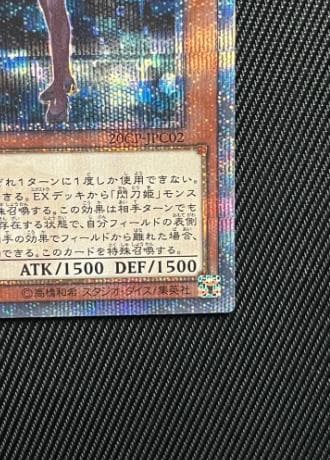 20CP-JPC02
ぞれ1ターンに1度しか使用できない。
きる。EXデッキから「閃刀姫」モンス
殊召喚する。この効果は相手ターンでも
存在する状態で、自分フィールドの表側
手の効果でフィールドから離れた場合、
できる。このカードを特殊召喚する。
ATK/1500 DEF/1500
©高橋和希 スタジオ・ダイス/集英社